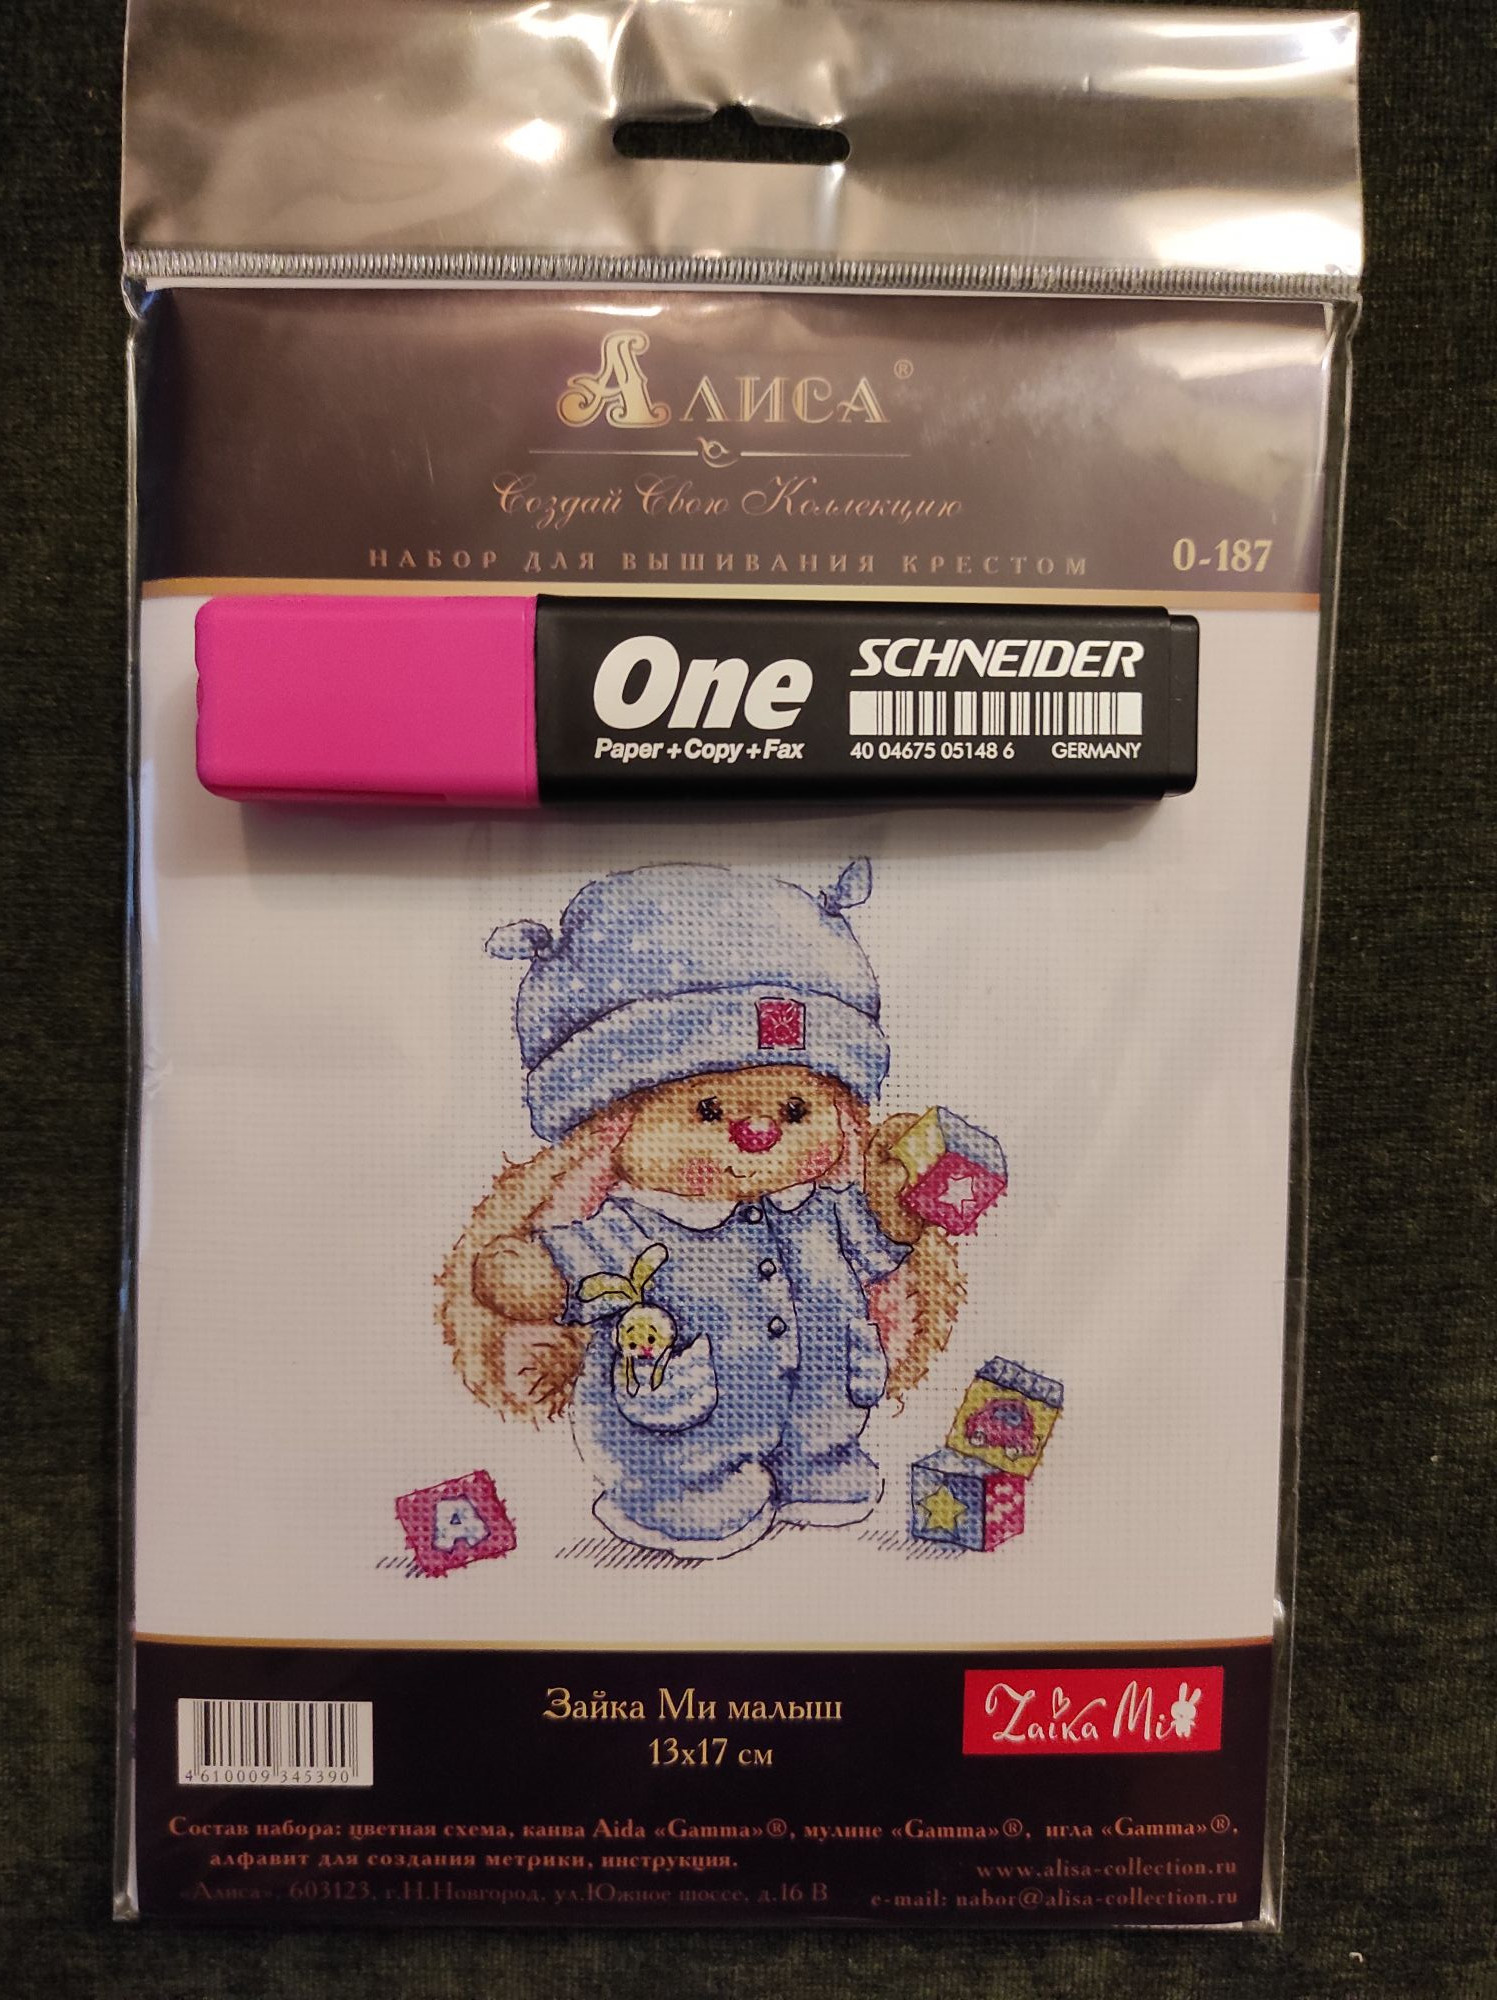 Алиса®
Создай Свою Коллекцию
НАБОР ДЛЯ ВЫШИВАНИЯ КРЕСТОМ
0-187
One
Paper+Copy+Fax
SCHNEIDER
40 04675 05148 6 GERMANY
А
Зайка Ми малыш
13х17 см
Zaika Mi
4 610009 345390
Состав набора: цветная схема, канва Aida «Gamma»®, мулине «Gamma»®, игла «Gamma»®,
алфавит для создания метрики, инструкция.
www.alisa-collection.ru
«Алиса», 603123, г.Н.Новгород, ул.Южное шоссе, д.16 В
e-mail: nabor@alisa-collection.ru